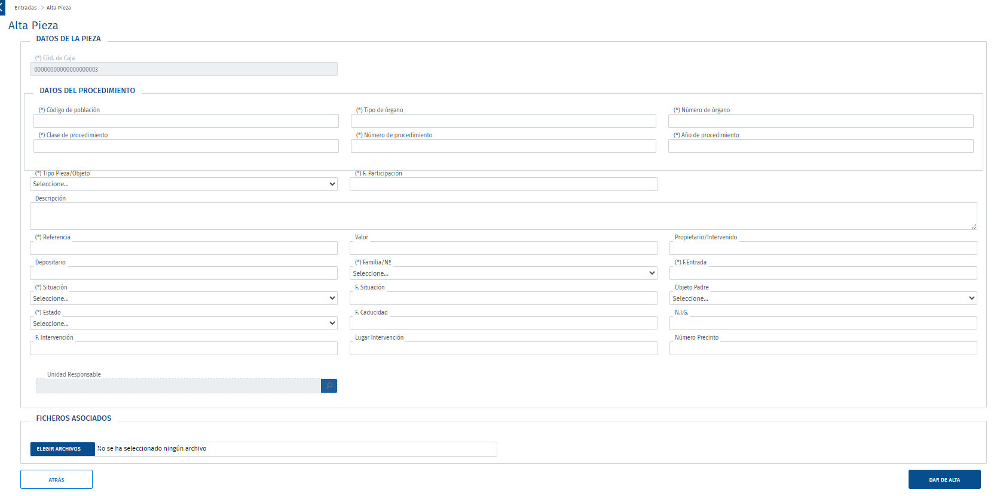 Entradas > Alta Pieza
Alta Pieza
DATOS DE LA PIEZA
(*) Cód. de Caja
00000000000000000003
DATOS DEL PROCEDIMIENTO
(*) Código de población (*) Tipo de órgano (*) Número de órgano
(*) Clase de procedimiento (*) Número de procedimiento (*) Año de procedimiento
(*) Tipo Pieza/Objeto (*) F. Participación
Seleccione...
Descripción
(*) Referencia Valor Propietario/Intervenido
Depositario (*) Familia/Nª (*) F.Entrada
Seleccione...
(*) Situación F. Situación Objeto Padre
Seleccione... Seleccione...
(*) Estado F. Caducidad N.I.G.
Seleccione...
F. Intervención Lugar Intervención Número Precinto
Unidad Responsable
FICHEROS ASOCIADOS
ELEGIR ARCHIVOS No se ha seleccionado ningún archivo
ATRÁS DAR DE ALTA